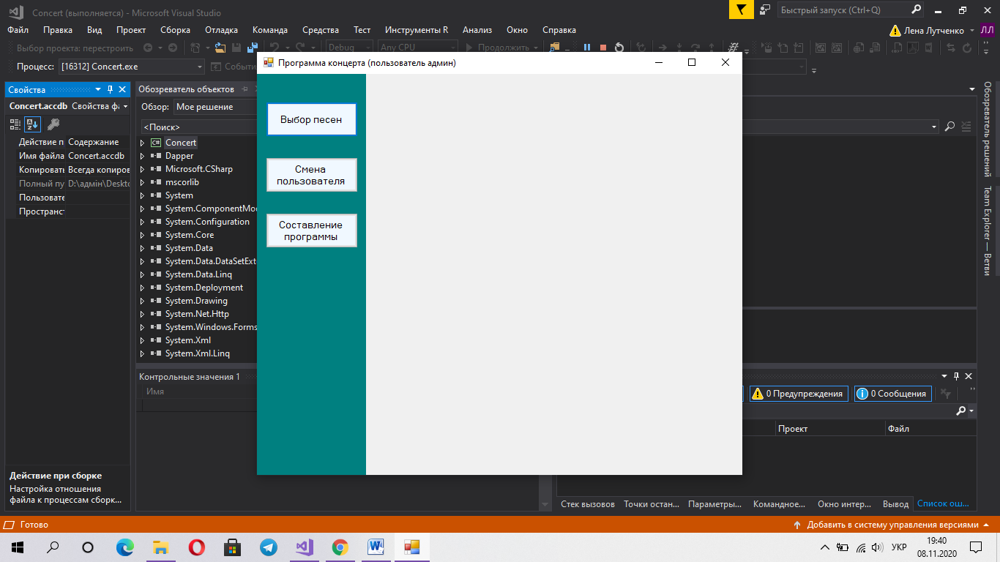 Concert (выполняется) - Microsoft Visual Studio
Быстрый запуск (Ctrl+Q)
Файл Правка Вид Проект Сборка Отладка Команда Средства Тест Инструменты R Анализ Окно Справка
Лена Лутченко ЛЛ
Выбор проекта: перестроить Debug Any CPU Продолжить
Процесс: [16312] Concert.exe Событи
Программа концерта (пользователь админ)
Выбор песен
Смена
пользователя
Составление
программы
Свойства
Concert.accdb Свойства фа
Действие п Содержание
Имя файла Concert.accdb
Копировать Всегда копиров
Полный пу D:\адмін\Deskto
Пользовате
Пространст
Действие при сборке
Настройка отношения
файла к процессам сборк...
Обозреватель объектов
Обзор: Мое решение
<Поиск>
Concert
Dapper
Microsoft.CSharp
mscorlib
System
System.ComponentMod
System.Configuration
System.Core
System.Data
System.Data.DataSetExte
System.Data.Linq
System.Deployment
System.Drawing
System.Net.Http
System.Windows.Forms
System.Xml
System.Xml.Linq
Контрольные значения 1
Имя
0 Предупреждения 0 Сообщения
Проект Файл
Стек вызовов Точки остан... Параметры... Командное... Окно интер... Вывод Список ош...
Обозреватель решений
Team Explorer — Ветви
Готово
Добавить в систему управления версиями
УКР
19:40
08.11.2020